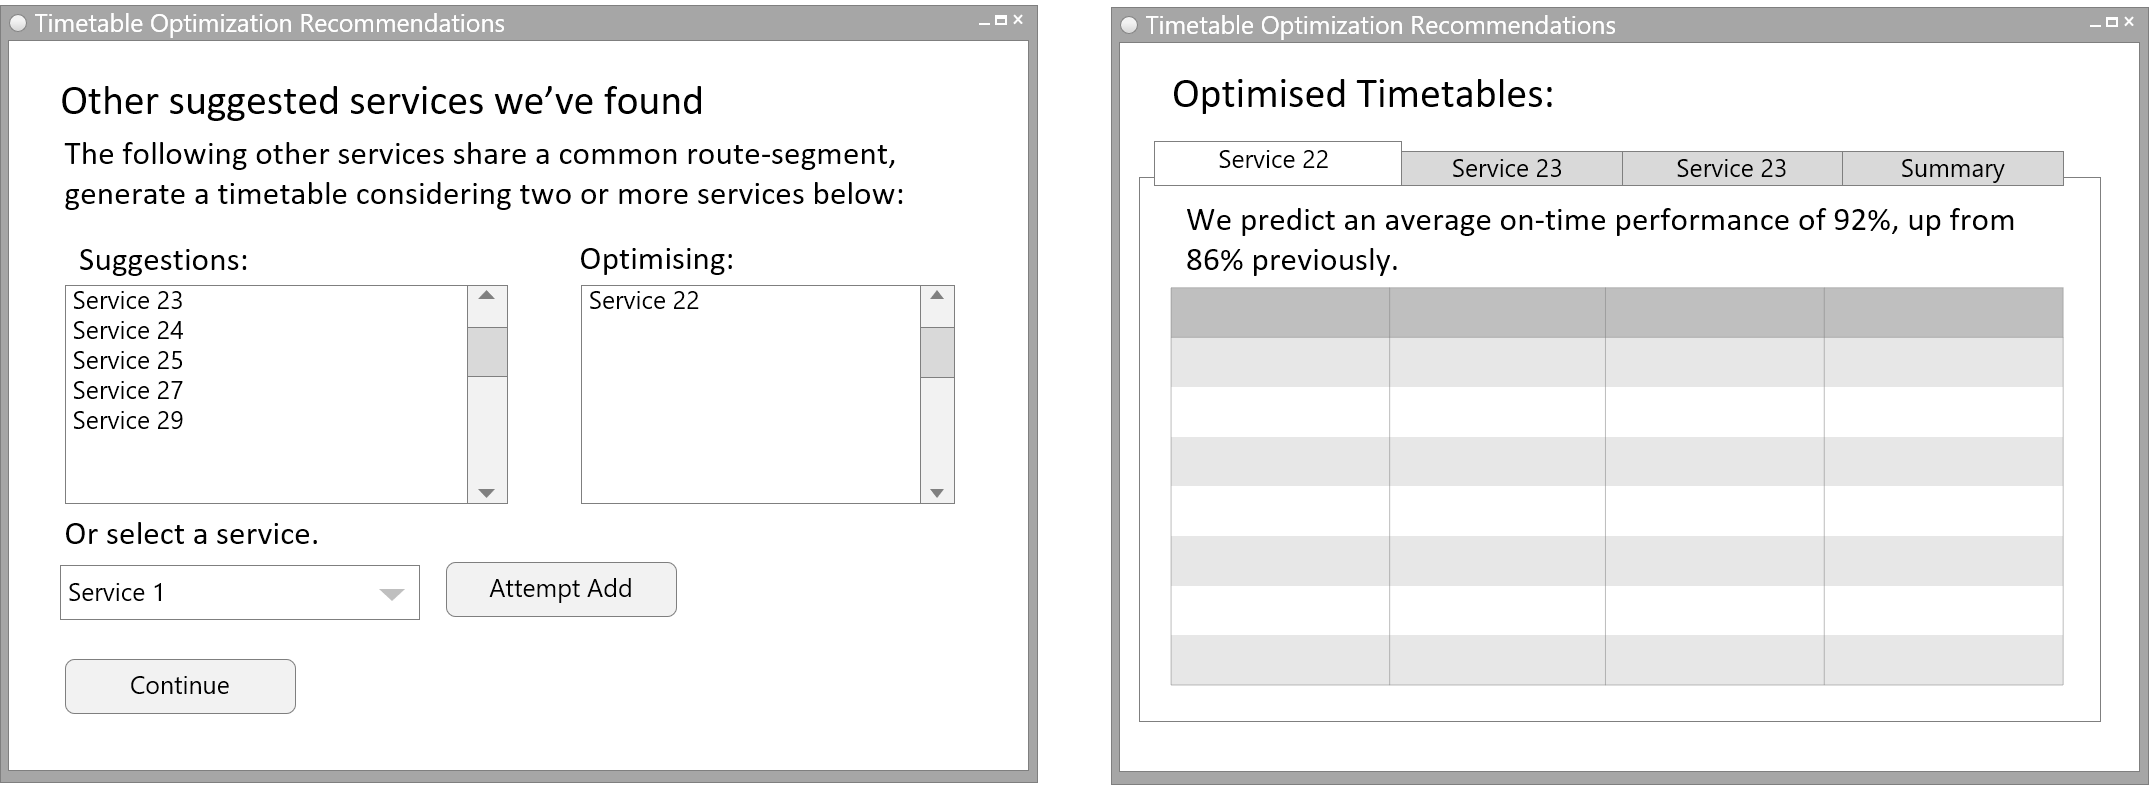 Timetable Optimization Recommendations
Other suggested services we’ve found
The following other services share a common route-segment,
generate a timetable considering two or more services below:
Suggestions:
Service 23
Service 24
Service 25
Service 27
Service 29
Optimising:
Service 22
Or select a service.
Service 1
Attempt Add
Continue
Timetable Optimization Recommendations
Optimised Timetables:
Service 22
Service 23
Service 23
Summary
We predict an average on-time performance of 92%, up from
86% previously.